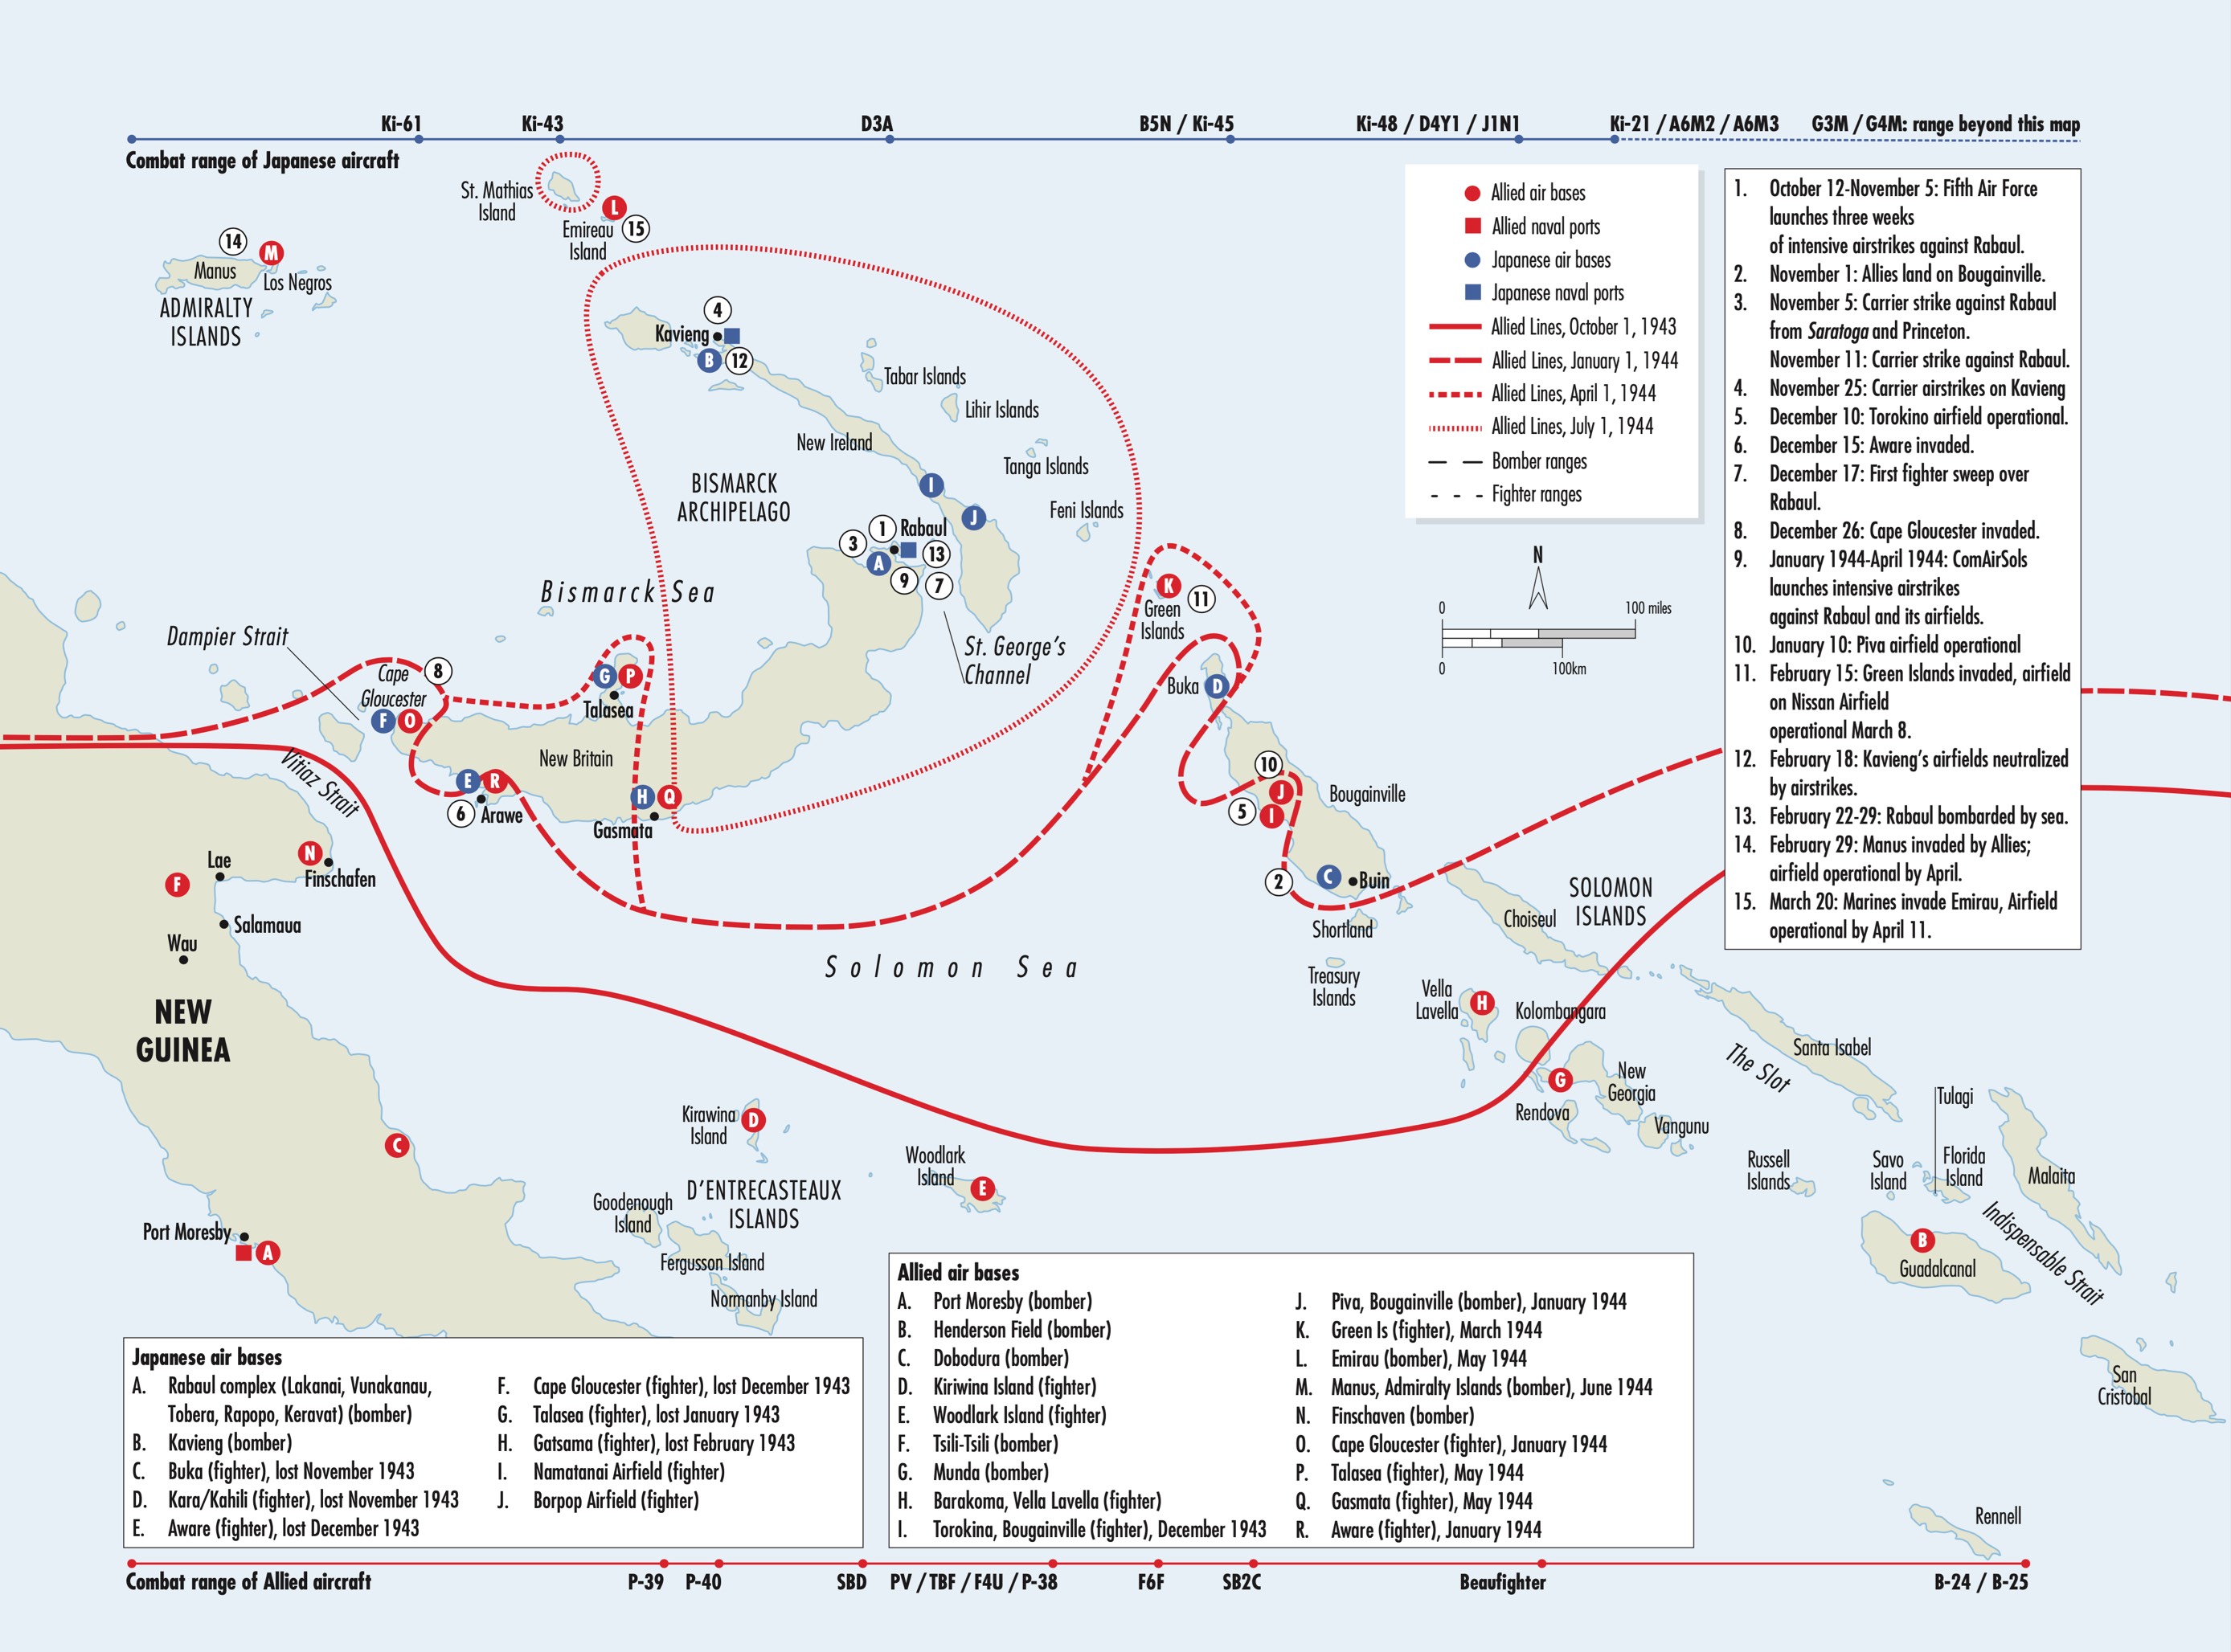 Ki-61
Ki-43
D3A
B5N / Ki-45
Ki-48 / D4Y1 / J1N1
Ki-21 / A6M2 / A6M3
G3M / G4M: range beyond this map
Combat range of Japanese aircraft
St. Mathias
Island
L
Emireau
Island
15
14
M
Manus
Los Negros
ADMIRALTY
ISLANDS
4
Kavieng
B
12
Tabar Islands
Lihir Islands
New Ireland
Tanga Islands
BISMARCK
ARCHIPELAGO
I
J
Feni Islands
1
Rabaul
3
A
13
9
7
Bismarck Sea
K
11
Green
Islands
Dampier Strait
St. George's
Channel
Cape
Gloucester
8
G
P
Talasea
Buka
D
F
O
New Britain
Vitiaz Strait
E
R
6
Arawe
H
Q
Gasmata
10
J
5
I
Bougainville
2
C
Buin
Shortland
Treasury
Islands
Choiseul
SOLOMON
ISLANDS
N
Finschafen
Lae
F
Salamaua
Wau
Solomon Sea
NEW
GUINEA
Vella
Lavella
H
Kolombangara
Santa Isabel
The Slot
New
Georgia
G
Rendova
Vangunu
Tulagi
Kirawina
Island
D
C
Woodlark
Island
E
D'ENTRECASTEAUX
ISLANDS
Goodenough
Island
Fergusson Island
Normanby Island
Russell
Islands
Savo
Island
Florida
Island
Malaita
Indispensable Strait
Port Moresby
A
B
Guadalcanal
San
Cristobal
Rennell
Allied air bases
Allied naval ports
Japanese air bases
Japanese naval ports
Allied Lines, October 1, 1943
Allied Lines, January 1, 1944
Allied Lines, April 1, 1944
Allied Lines, July 1, 1944
Bomber ranges
Fighter ranges
N
0
100 miles
0
100km
1. October 12-November 5: Fifth Air Force
launches three weeks
of intensive airstrikes against Rabaul.
2. November 1: Allies land on Bougainville.
3. November 5: Carrier strike against Rabaul
from Saratoga and Princeton.
November 11: Carrier strike against Rabaul.
4. November 25: Carrier airstrikes on Kavieng
5. December 10: Torokino airfield operational.
6. December 15: Aware invaded.
7. December 17: First fighter sweep over
Rabaul.
8. December 26: Cape Gloucester invaded.
9. January 1944-April 1944: ComAirSols
launches intensive airstrikes
against Rabaul and its airfields.
10. January 10: Piva airfield operational
11. February 15: Green Islands invaded, airfield
on Nissan Airfield
operational March 8.
12. February 18: Kavieng's airfields neutralized
by airstrikes.
13. February 22-29: Rabaul bombarded by sea.
14. February 29: Manus invaded by Allies;
airfield operational by April.
15. March 20: Marines invade Emirau, Airfield
operational by April 11.
Japanese air bases
A. Rabaul complex (Lakanai, Vunakanau,
Tobera, Rapopo, Keravat) (bomber)
B. Kavieng (bomber)
C. Buka (fighter), lost November 1943
D. Kara/Kahili (fighter), lost November 1943
E. Aware (fighter), lost December 1943
F. Cape Gloucester (fighter), lost December 1943
G. Talasea (fighter), lost January 1943
H. Gatsama (fighter), lost February 1943
I. Namatanai Airfield (fighter)
J. Borpop Airfield (fighter)
Allied air bases
A. Port Moresby (bomber)
B. Henderson Field (bomber)
C. Dobodura (bomber)
D. Kiriwina Island (fighter)
E. Woodlark Island (fighter)
F. Tsili-Tsili (bomber)
G. Munda (bomber)
H. Barakoma, Vella Lavella (fighter)
I. Torokina, Bougainville (fighter), December 1943
J. Piva, Bougainville (bomber), January 1944
K. Green Is (fighter), March 1944
L. Emirau (bomber), May 1944
M. Manus, Admiralty Islands (bomber), June 1944
N. Finschaven (bomber)
O. Cape Gloucester (fighter), January 1944
P. Talasea (fighter), May 1944
Q. Gasmata (fighter), May 1944
R. Aware (fighter), January 1944
Combat range of Allied aircraft
P-39
P-40
SBD
PV / TBF / F4U / P-38
F6F
SB2C
Beaufighter
B-24 / B-25